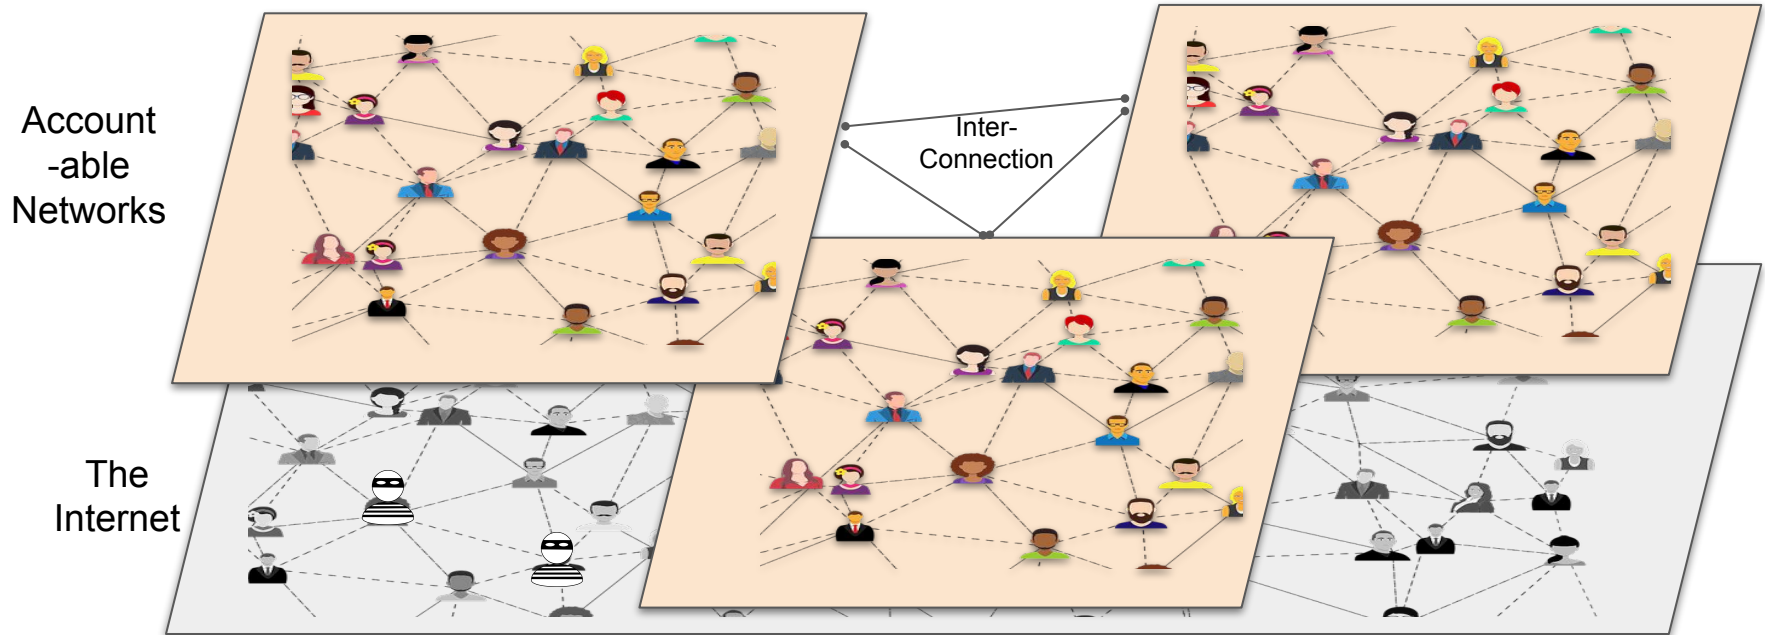 Account
-able
Networks
Inter-
Connection
The
Internet